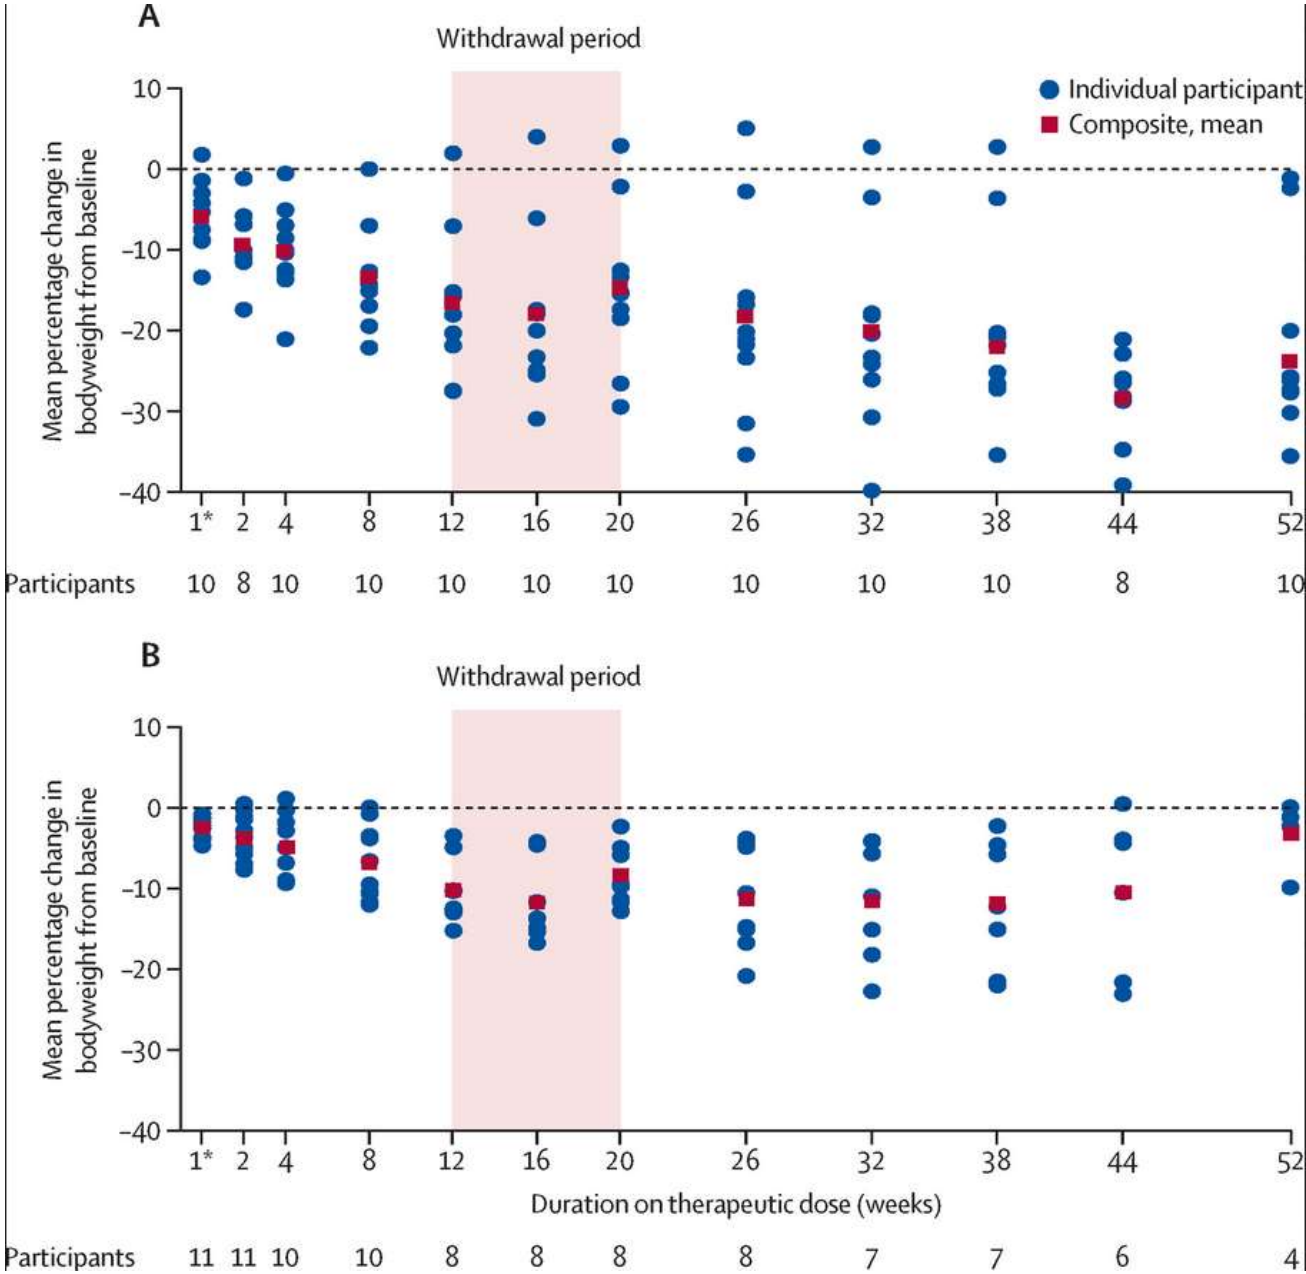 A
Withdrawal period
Individual participant
Composite, mean
Mean percentage change in
bodyweight from baseline
10
0
–10
–20
–30
–40
1* 2 4 8 12 16 20 26 32 38 44 52
Participants 10 8 10 10 10 10 10 10 10 10 8 10
B
Withdrawal period
Mean percentage change in
bodyweight from baseline
10
0
–10
–20
–30
–40
1* 2 4 8 12 16 20 26 32 38 44 52
Duration on therapeutic dose (weeks)
Participants 11 11 10 10 8 8 8 8 7 7 6 4